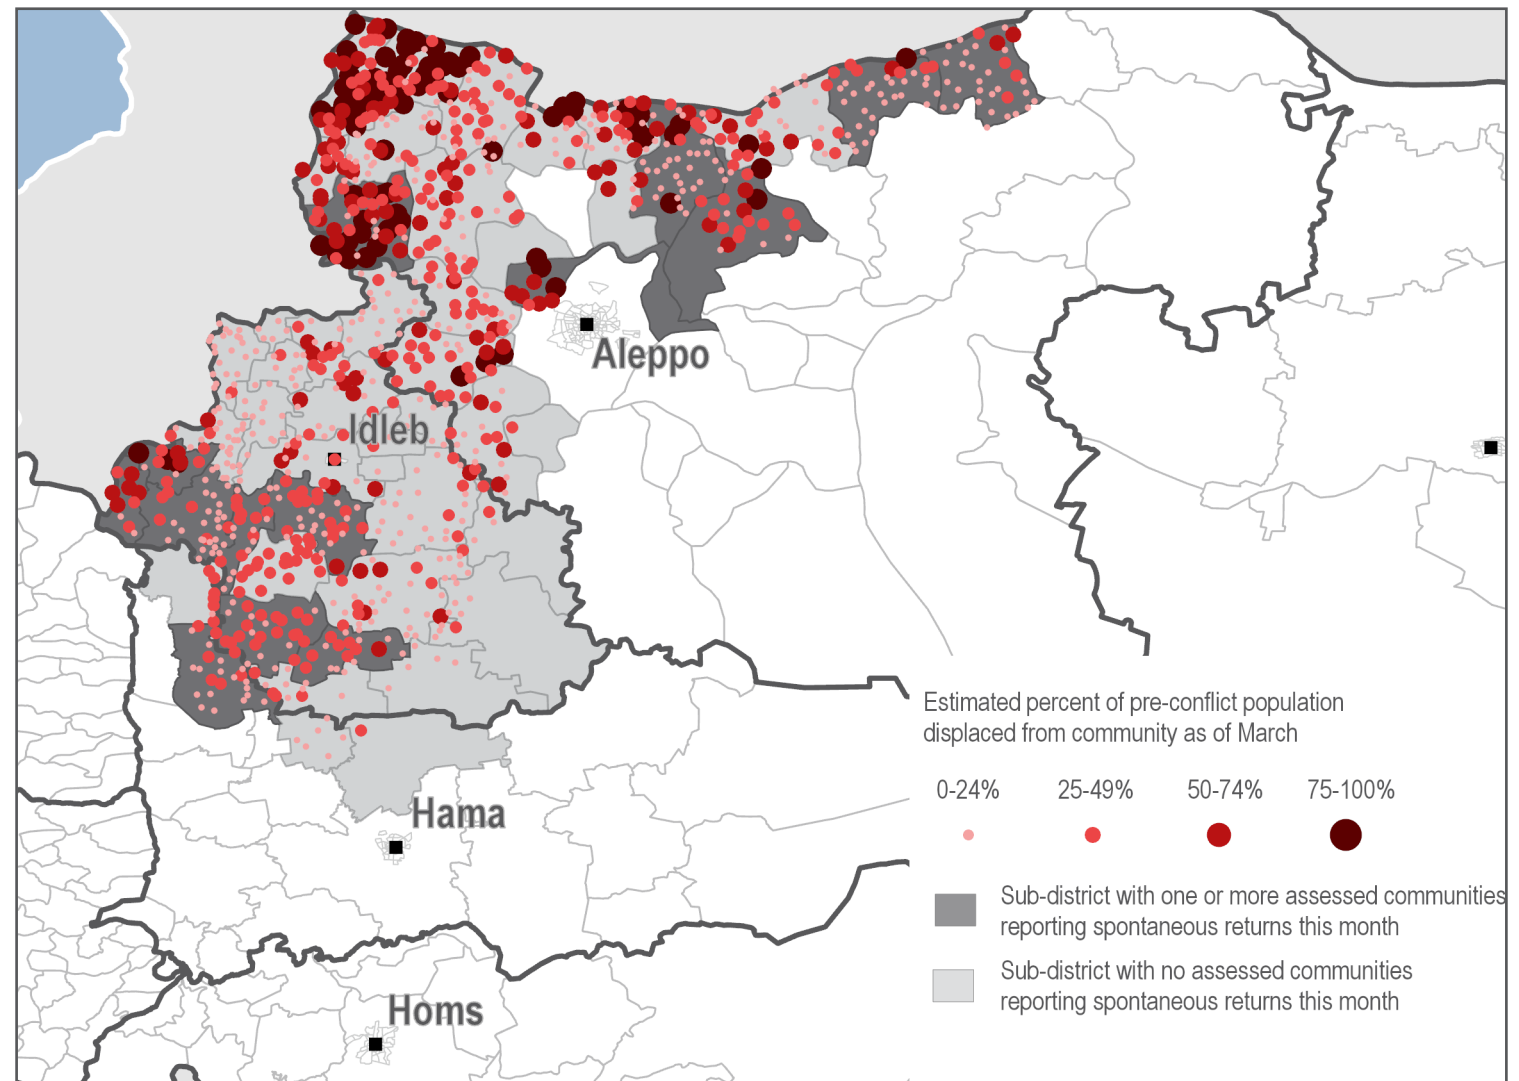 Aleppo
Idleb
Estimated percent of pre-conflict population
displaced from community as of March
0-24% 25-49% 50-74% 75-100%
Hama
Sub-district with one or more assessed communities
reporting spontaneous returns this month
Sub-district with no assessed communities
reporting spontaneous returns this month
Homs